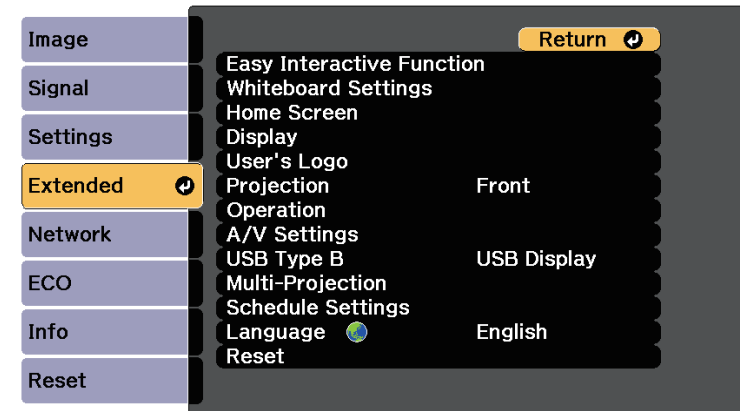 Image
Signal
Settings
Extended
Network
ECO
Info
Reset
Return
Easy Interactive Function
Whiteboard Settings
Home Screen
Display
User's Logo
Projection Front
Operation
A/V Settings
USB Type B USB Display
Multi-Projection
Schedule Settings
Language English
Reset